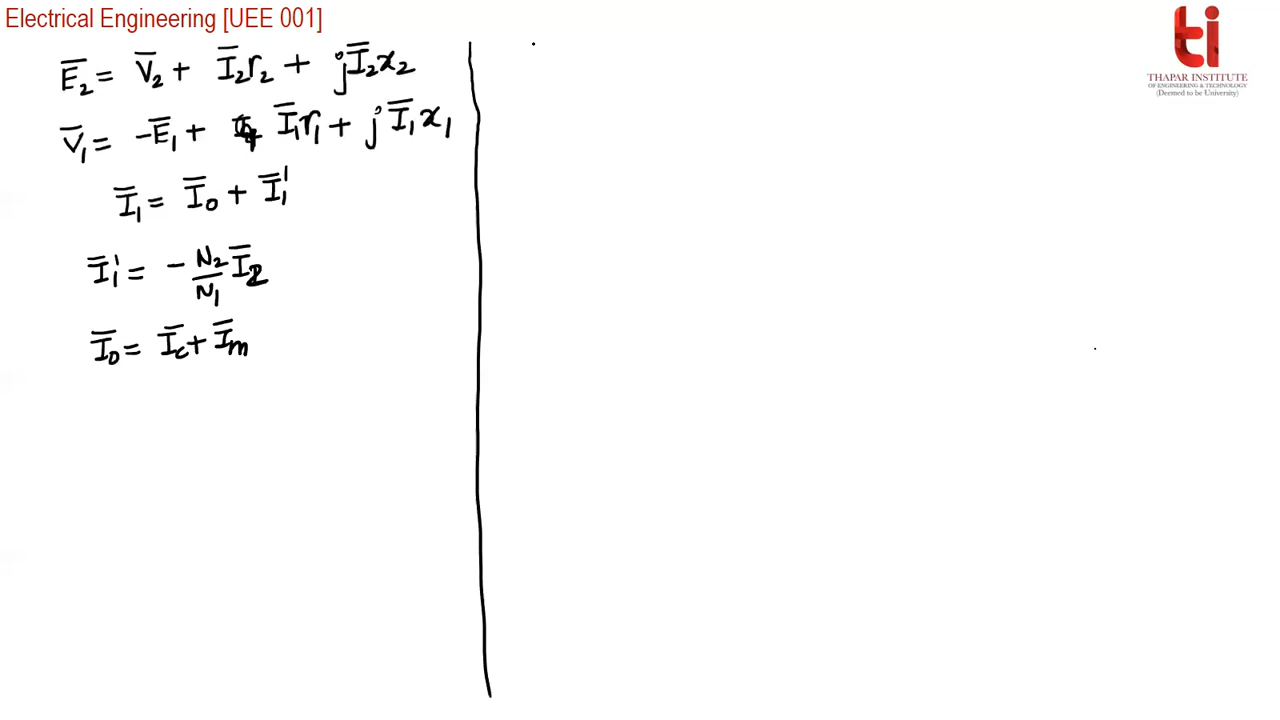 Electrical Engineering [UEE 001]
ti
THAPAR INSTITUTE
OF ENGINEERING & TECHNOLOGY
(Deemed to be University)
E̅₂ = V̅₂ + I̅₂r₂ + jI̅₂x₂
V̅₁ = -E̅₁ + I̅₁r₁ + jI̅₁x₁
I̅₁ = I̅₀ + I̅₁'
I̅₁' = - N₂/N₁ I̅₂
I̅₀ = I̅c + I̅m